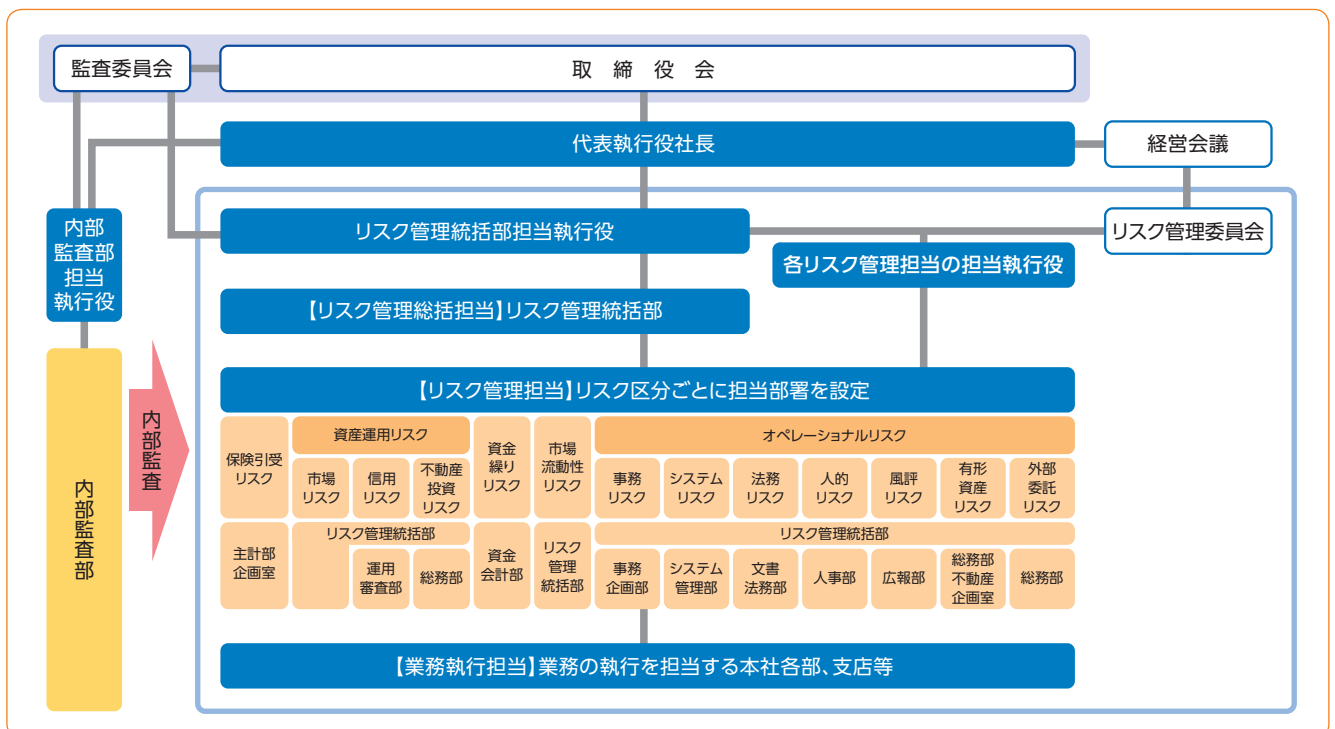 監査委員会
取締役会
代表執行役社長
経営会議
内部
監査部
担当
執行役
リスク管理統括部担当執行役
リスク管理委員会
各リスク管理担当の担当執行役
【リスク管理総括担当】リスク管理統括部
内部監査部
内部監査
【リスク管理担当】リスク区分ごとに担当部署を設定
保険引受
リスク
資産運用リスク
市場
リスク
信用
リスク
不動産
投資
リスク
資金
繰り
リスク
市場
流動性
リスク
オペレーショナルリスク
事務
リスク
システム
リスク
法務
リスク
人的
リスク
風評
リスク
有形
資産
リスク
外部
委託
リスク
主計部
企画室
リスク管理統括部
運用
審査部
総務部
資金
会計部
リスク
管理
統括部
リスク管理統括部
事務
企画部
システム
管理部
文書
法務部
人事部
広報部
総務部
不動産
企画室
総務部
【業務執行担当】業務の執行を担当する本社各部、支店等